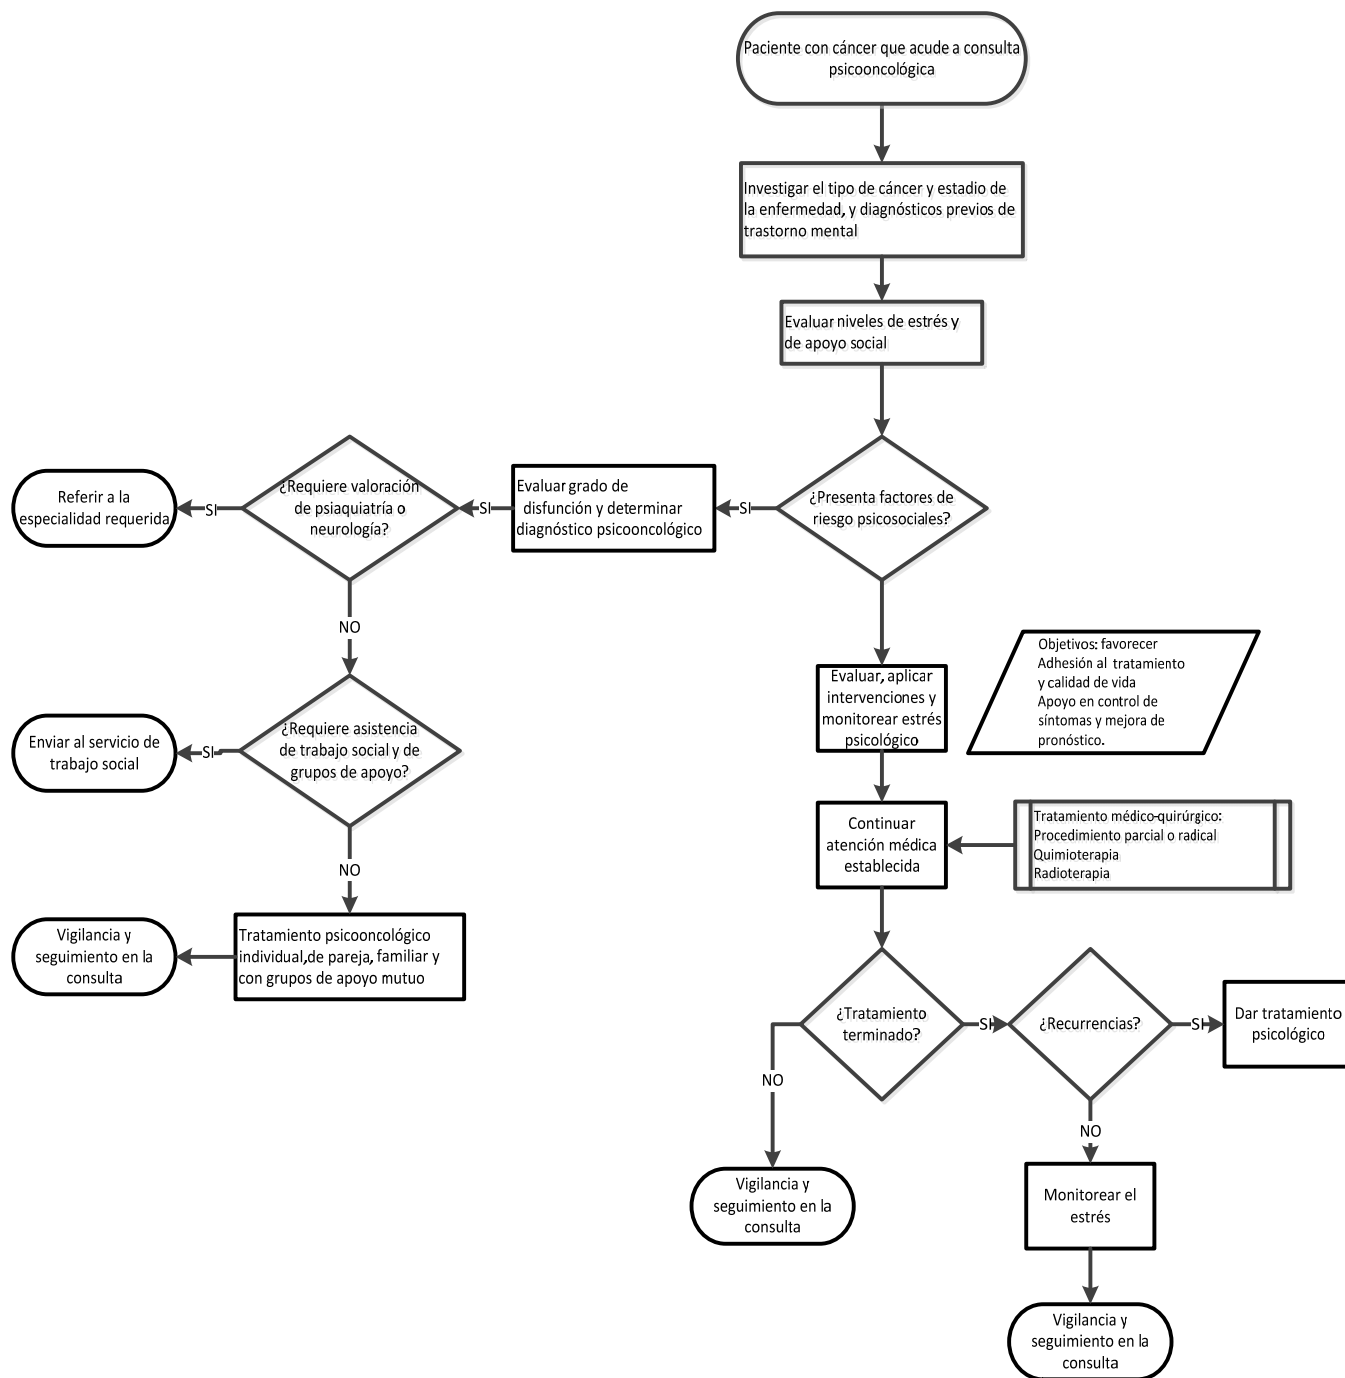 Paciente con cáncer que acude a consulta
psicooncológica
Investigar el tipo de cáncer y estadio de
la enfermedad, y diagnósticos previos de
trastorno mental
Evaluar niveles de estrés y
de apoyo social
¿Presenta factores de
riesgo psicosociales?
SI
Evaluar grado de
disfunción y determinar
diagnóstico psicooncológico
SI
¿Requiere valoración
de psiaquiatría o
neurología?
SI
Referir a la
especialidad requerida
NO
¿Requiere asistencia
de trabajo social y de
grupos de apoyo?
SI
Enviar al servicio de
trabajo social
NO
Tratamiento psicooncológico
individual,de pareja, familiar y
con grupos de apoyo mutuo
Vigilancia y
seguimiento en la
consulta
Evaluar, aplicar
intervenciones y
monitorear estrés
psicológico
Objetivos: favorecer
Adhesión al tratamiento
y calidad de vida
Apoyo en control de
síntomas y mejora de
pronóstico.
Continuar
atención médica
establecida
Tratamiento médico-quirúrgico:
Procedimiento parcial o radical
Quimioterapia
Radioterapia
¿Tratamiento
terminado?
SI
¿Recurrencias?
SI
Dar tratamiento
psicológico
NO
Vigilancia y
seguimiento en la
consulta
NO
Monitorear el
estrés
Vigilancia y
seguimiento en la
consulta